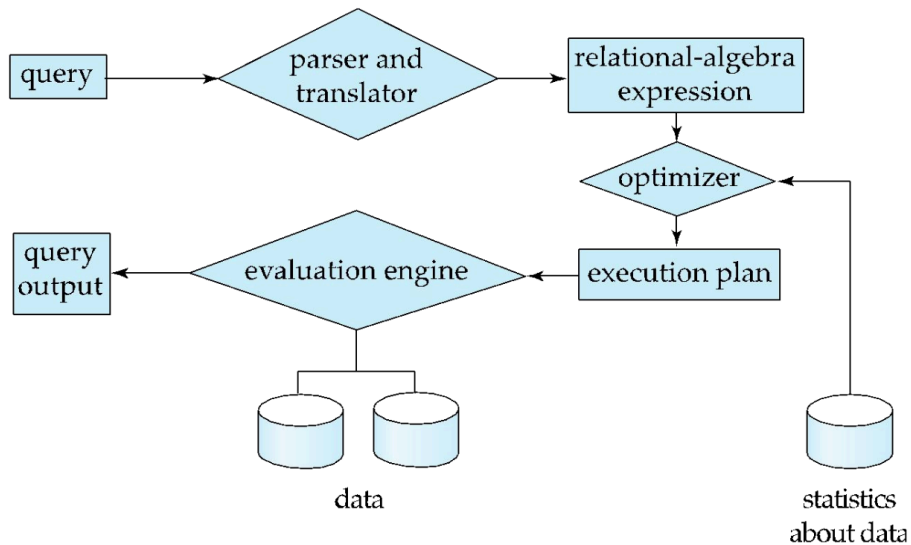 query
parser and
translator
relational-algebra
expression
optimizer
query
output
evaluation engine
execution plan
data
statistics
about data